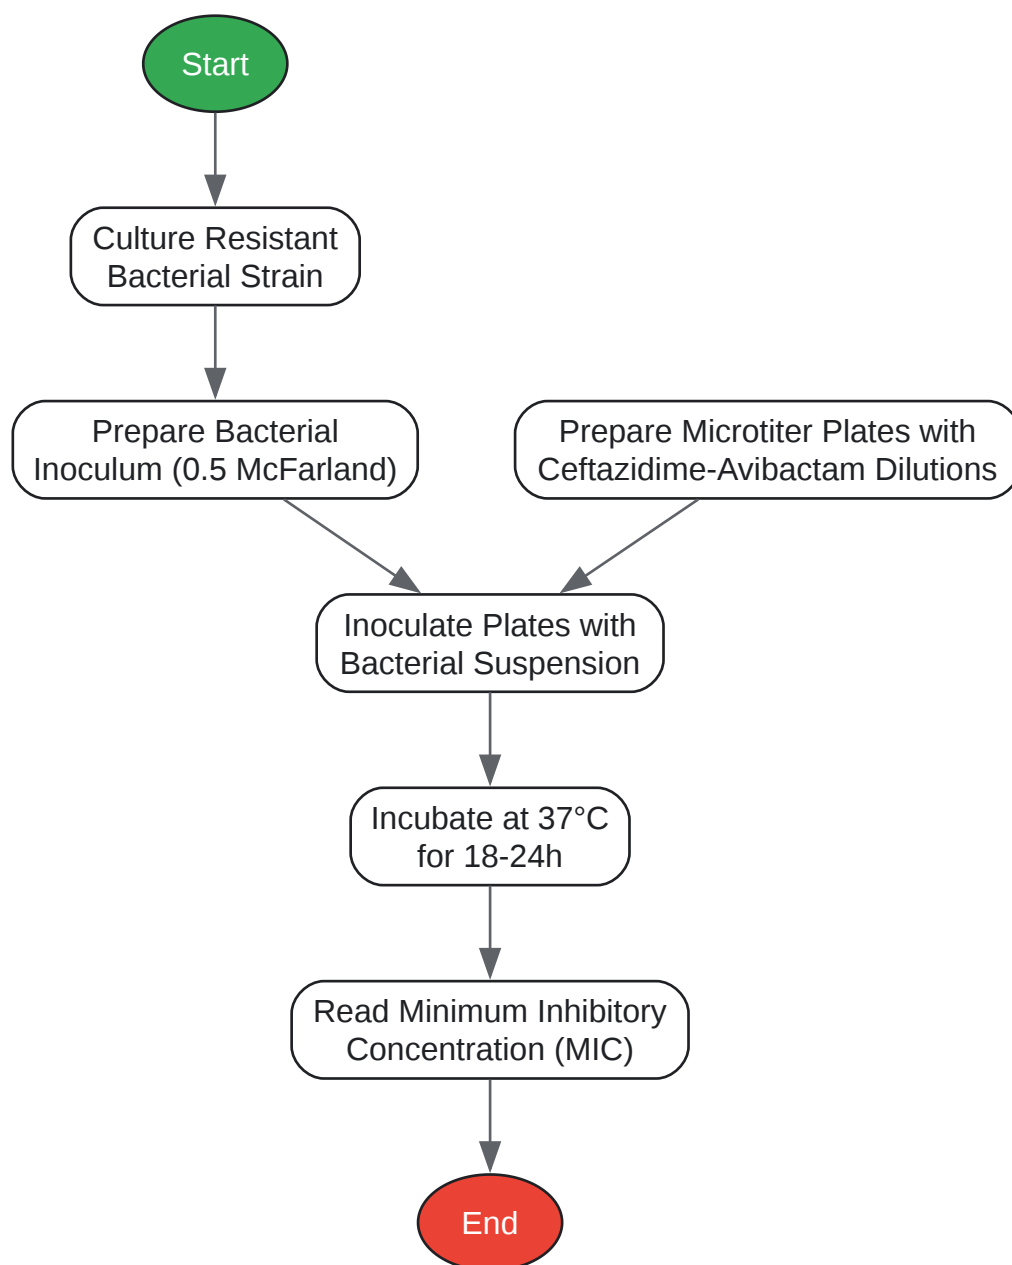 Start
Culture Resistant
Bacterial Strain
Prepare Bacterial
Inoculum (0.5 McFarland)
Prepare Microtiter Plates with
Ceftazidime-Avibactam Dilutions
Inoculate Plates with
Bacterial Suspension
Incubate at 37°C
for 18-24h
Read Minimum Inhibitory
Concentration (MIC)
End